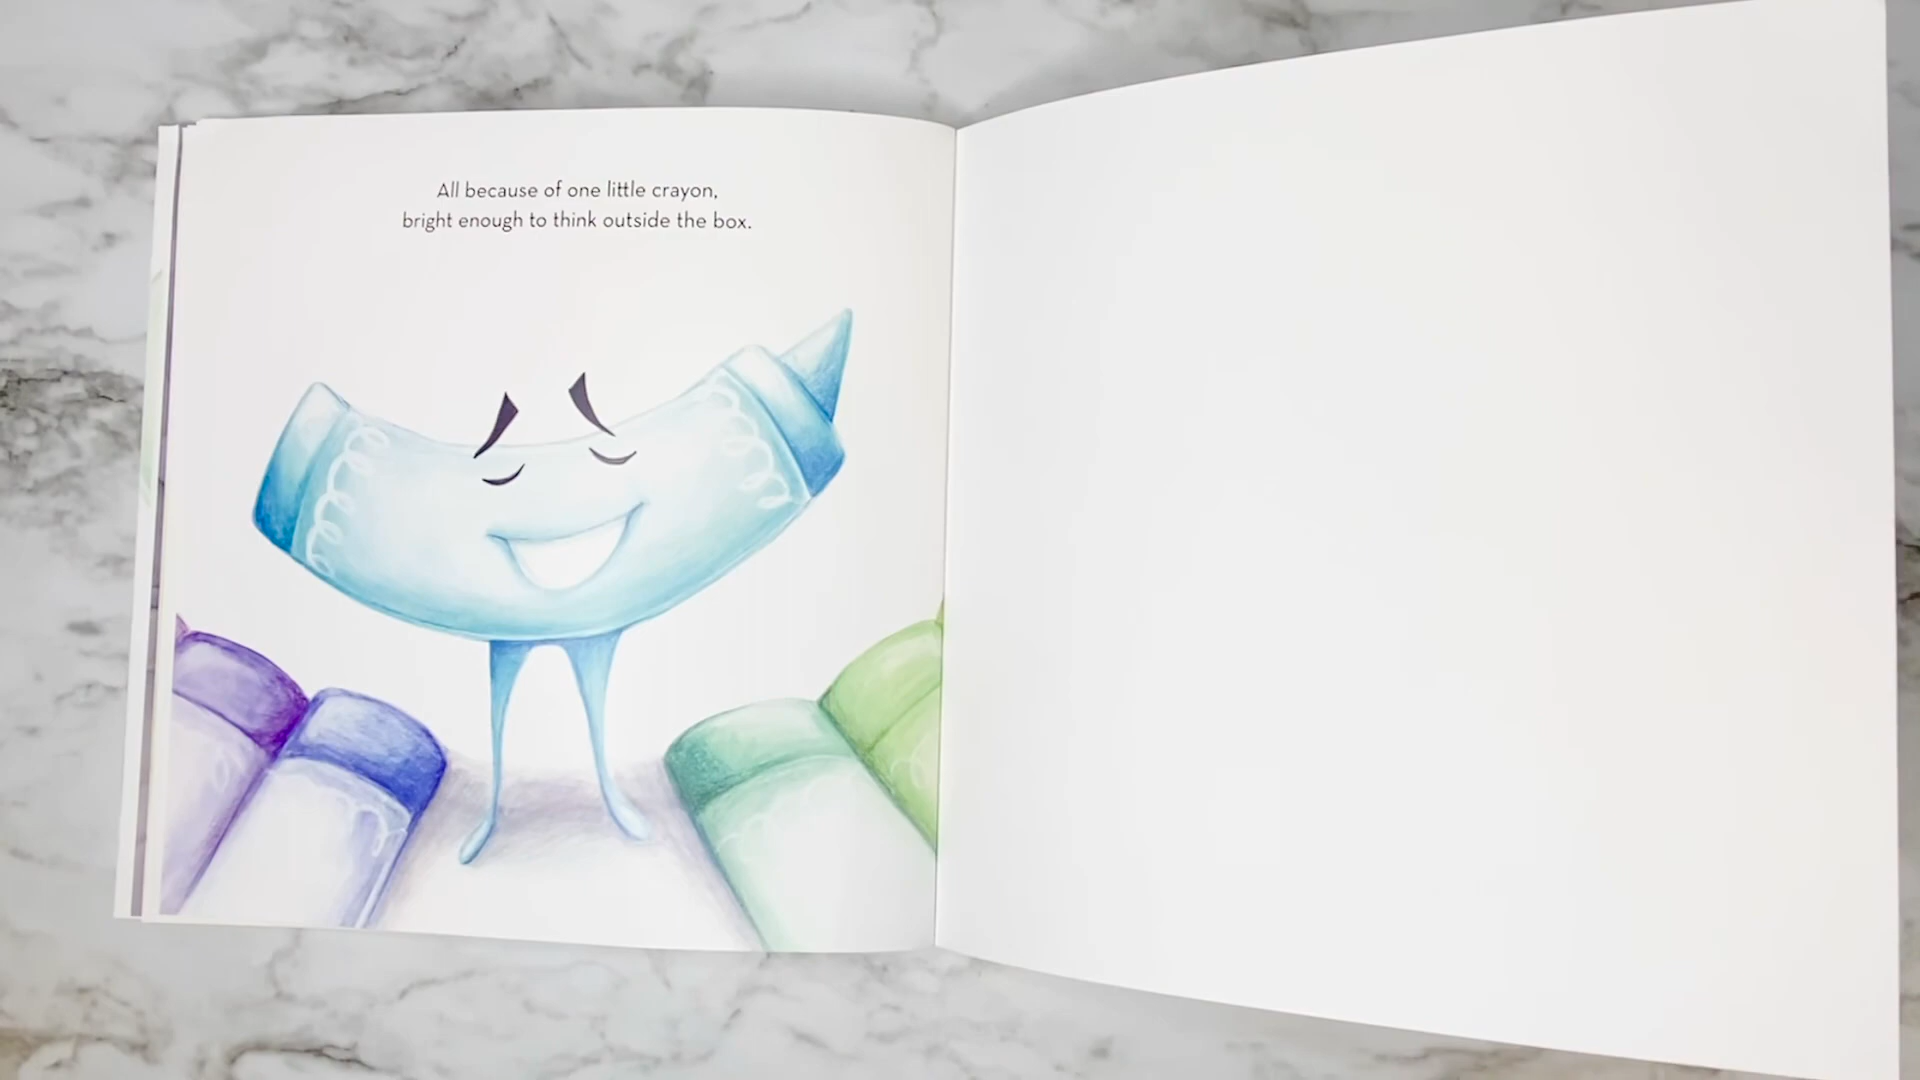 All because of one little crayon,
bright enough to think outside the box.